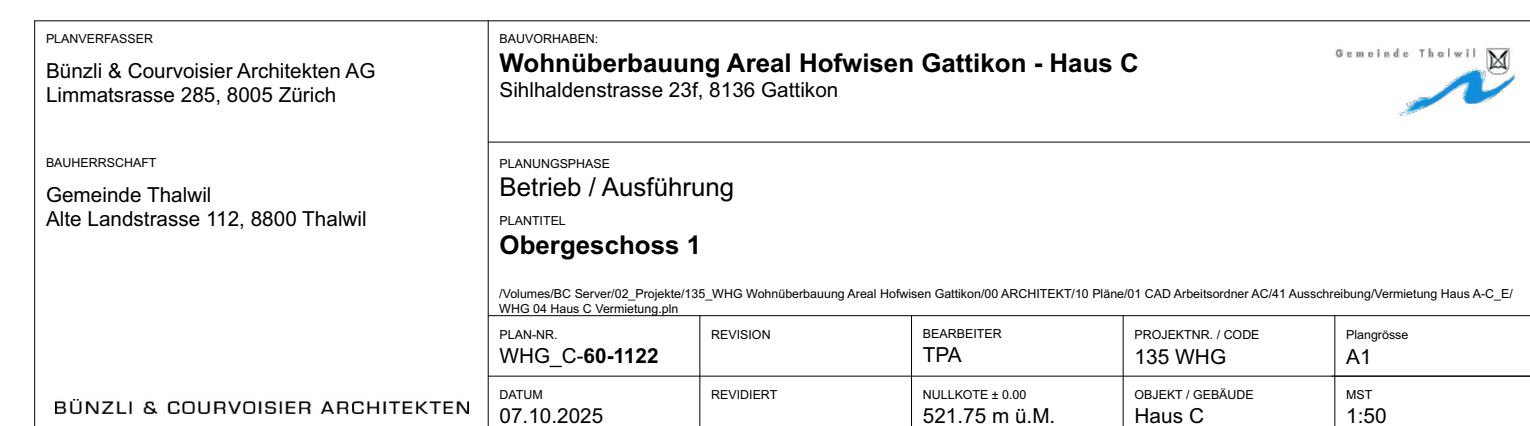 PLANVERFASSER
Bünzli & Courvoisier Architekten AG
Limmatsrasse 285, 8005 Zürich
BAUHERRSCHAFT
Gemeinde Thalwil
Alte Landstrasse 112, 8800 Thalwil
BÜNZLI & COURVOISIER ARCHITEKTEN
BAUVORHABEN:
Wohnüberbauung Areal Hofwisen Gattikon - Haus C
Sihlhaldenstrasse 23f, 8136 Gattikon
Gemeinde Thalwil
PLANUNGSPHASE
Betrieb / Ausführung
PLANTITEL
Obergeschoss 1
/Volumes/BC Server/02_Projekte/135_WHG Wohnüberbauung Areal Hofwisen Gattikon/00 ARCHITEKT/10 Pläne/01 CAD Arbeitsordner AC/41 Ausschreibung/Vermietung Haus A-C_E/
WHG 04 Haus C Vermietung.pln
PLAN-NR.
WHG_C-60-1122
REVISION
BEARBEITER
TPA
PROJEKTNR. / CODE
135 WHG
Plangrösse
A1
DATUM
07.10.2025
REVIDIERT
NULLKOTE ± 0.00
521.75 m ü.M.
OBJEKT / GEBÄUDE
Haus C
MST
1:50